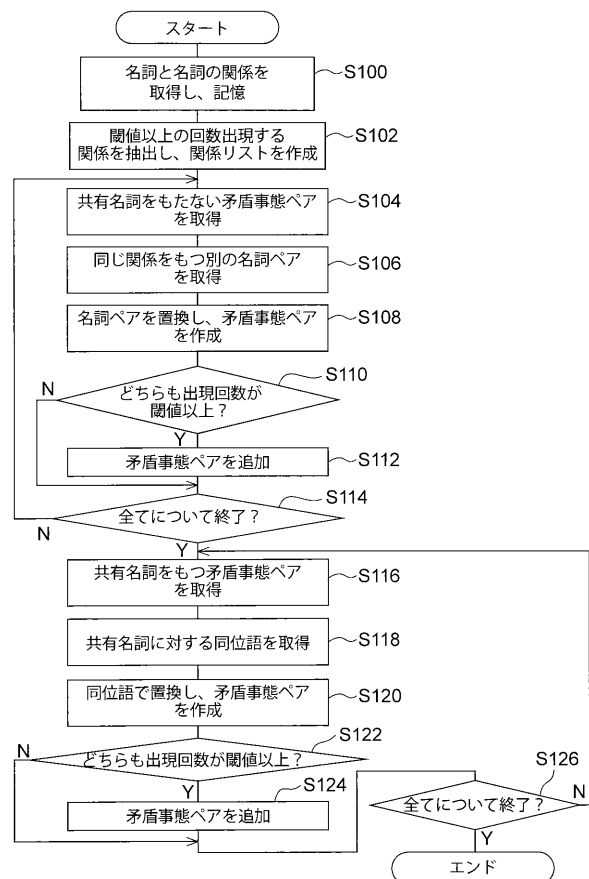 スタート
名詞と名詞の関係を
取得し、記憶
S100
閾値以上の回数出現する
関係を抽出し、関係リストを作成
S102
共有名詞をもたない矛盾事態ペア
を取得
S104
同じ関係をもつ別の名詞ペア
を取得
S106
名詞ペアを置換し、矛盾事態ペア
を作成
S108
どちらも出現回数が
閾値以上？
S110
N
Y
矛盾事態ペアを追加
S112
全てについて終了？
S114
N
Y
共有名詞をもつ矛盾事態ペア
を取得
S116
共有名詞に対する同位語を取得
S118
同位語で置換し、矛盾事態ペア
を作成
S120
どちらも出現回数が閾値以上？
S122
N
Y
矛盾事態ペアを追加
S124
全てについて終了？
S126
N
Y
エンド